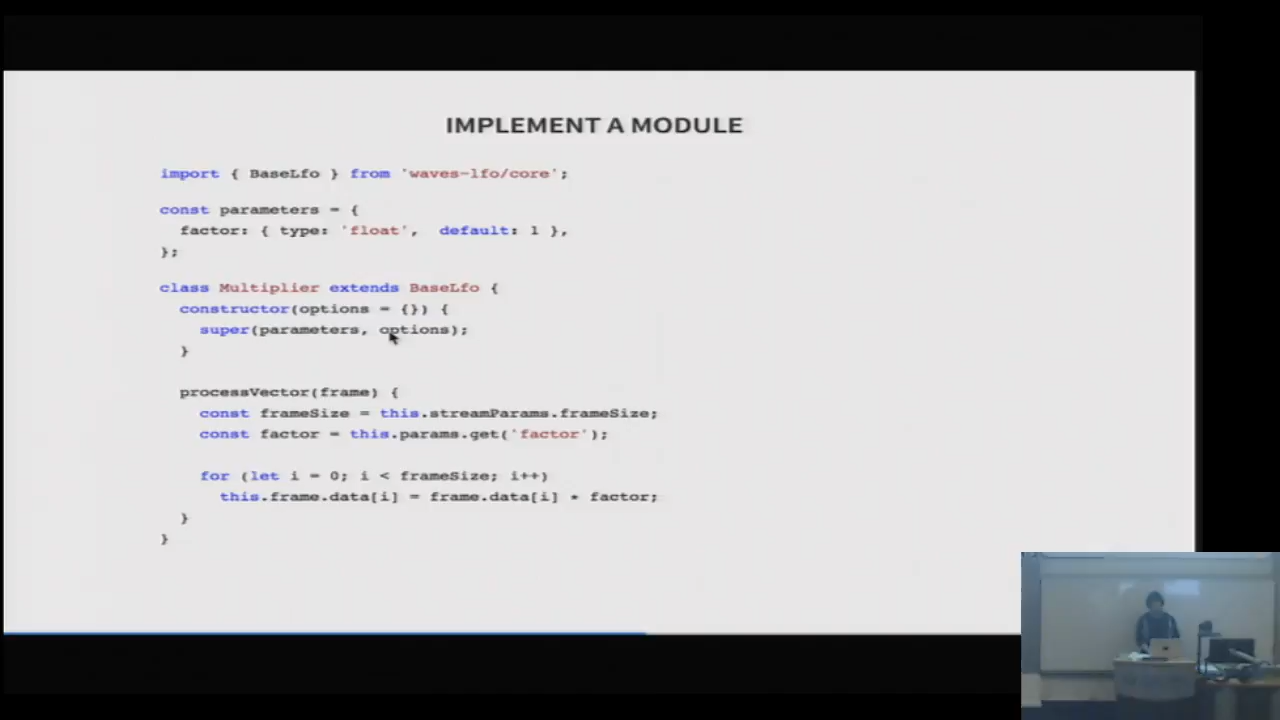 IMPLEMENT A MODULE
import { BaseLfo } from 'waves-lfo/core';
const parameters = {
factor: { type: 'float', default: 1 },
};
class Multiplier extends BaseLfo {
constructor(options = {}) {
super(parameters, options);
}
processVector(frame) {
const frameSize = this.streamParams.frameSize;
const factor = this.params.get('factor');
for (let i = 0; i < frameSize; i++)
this.frame.data[i] = frame.data[i] * factor;
}
}